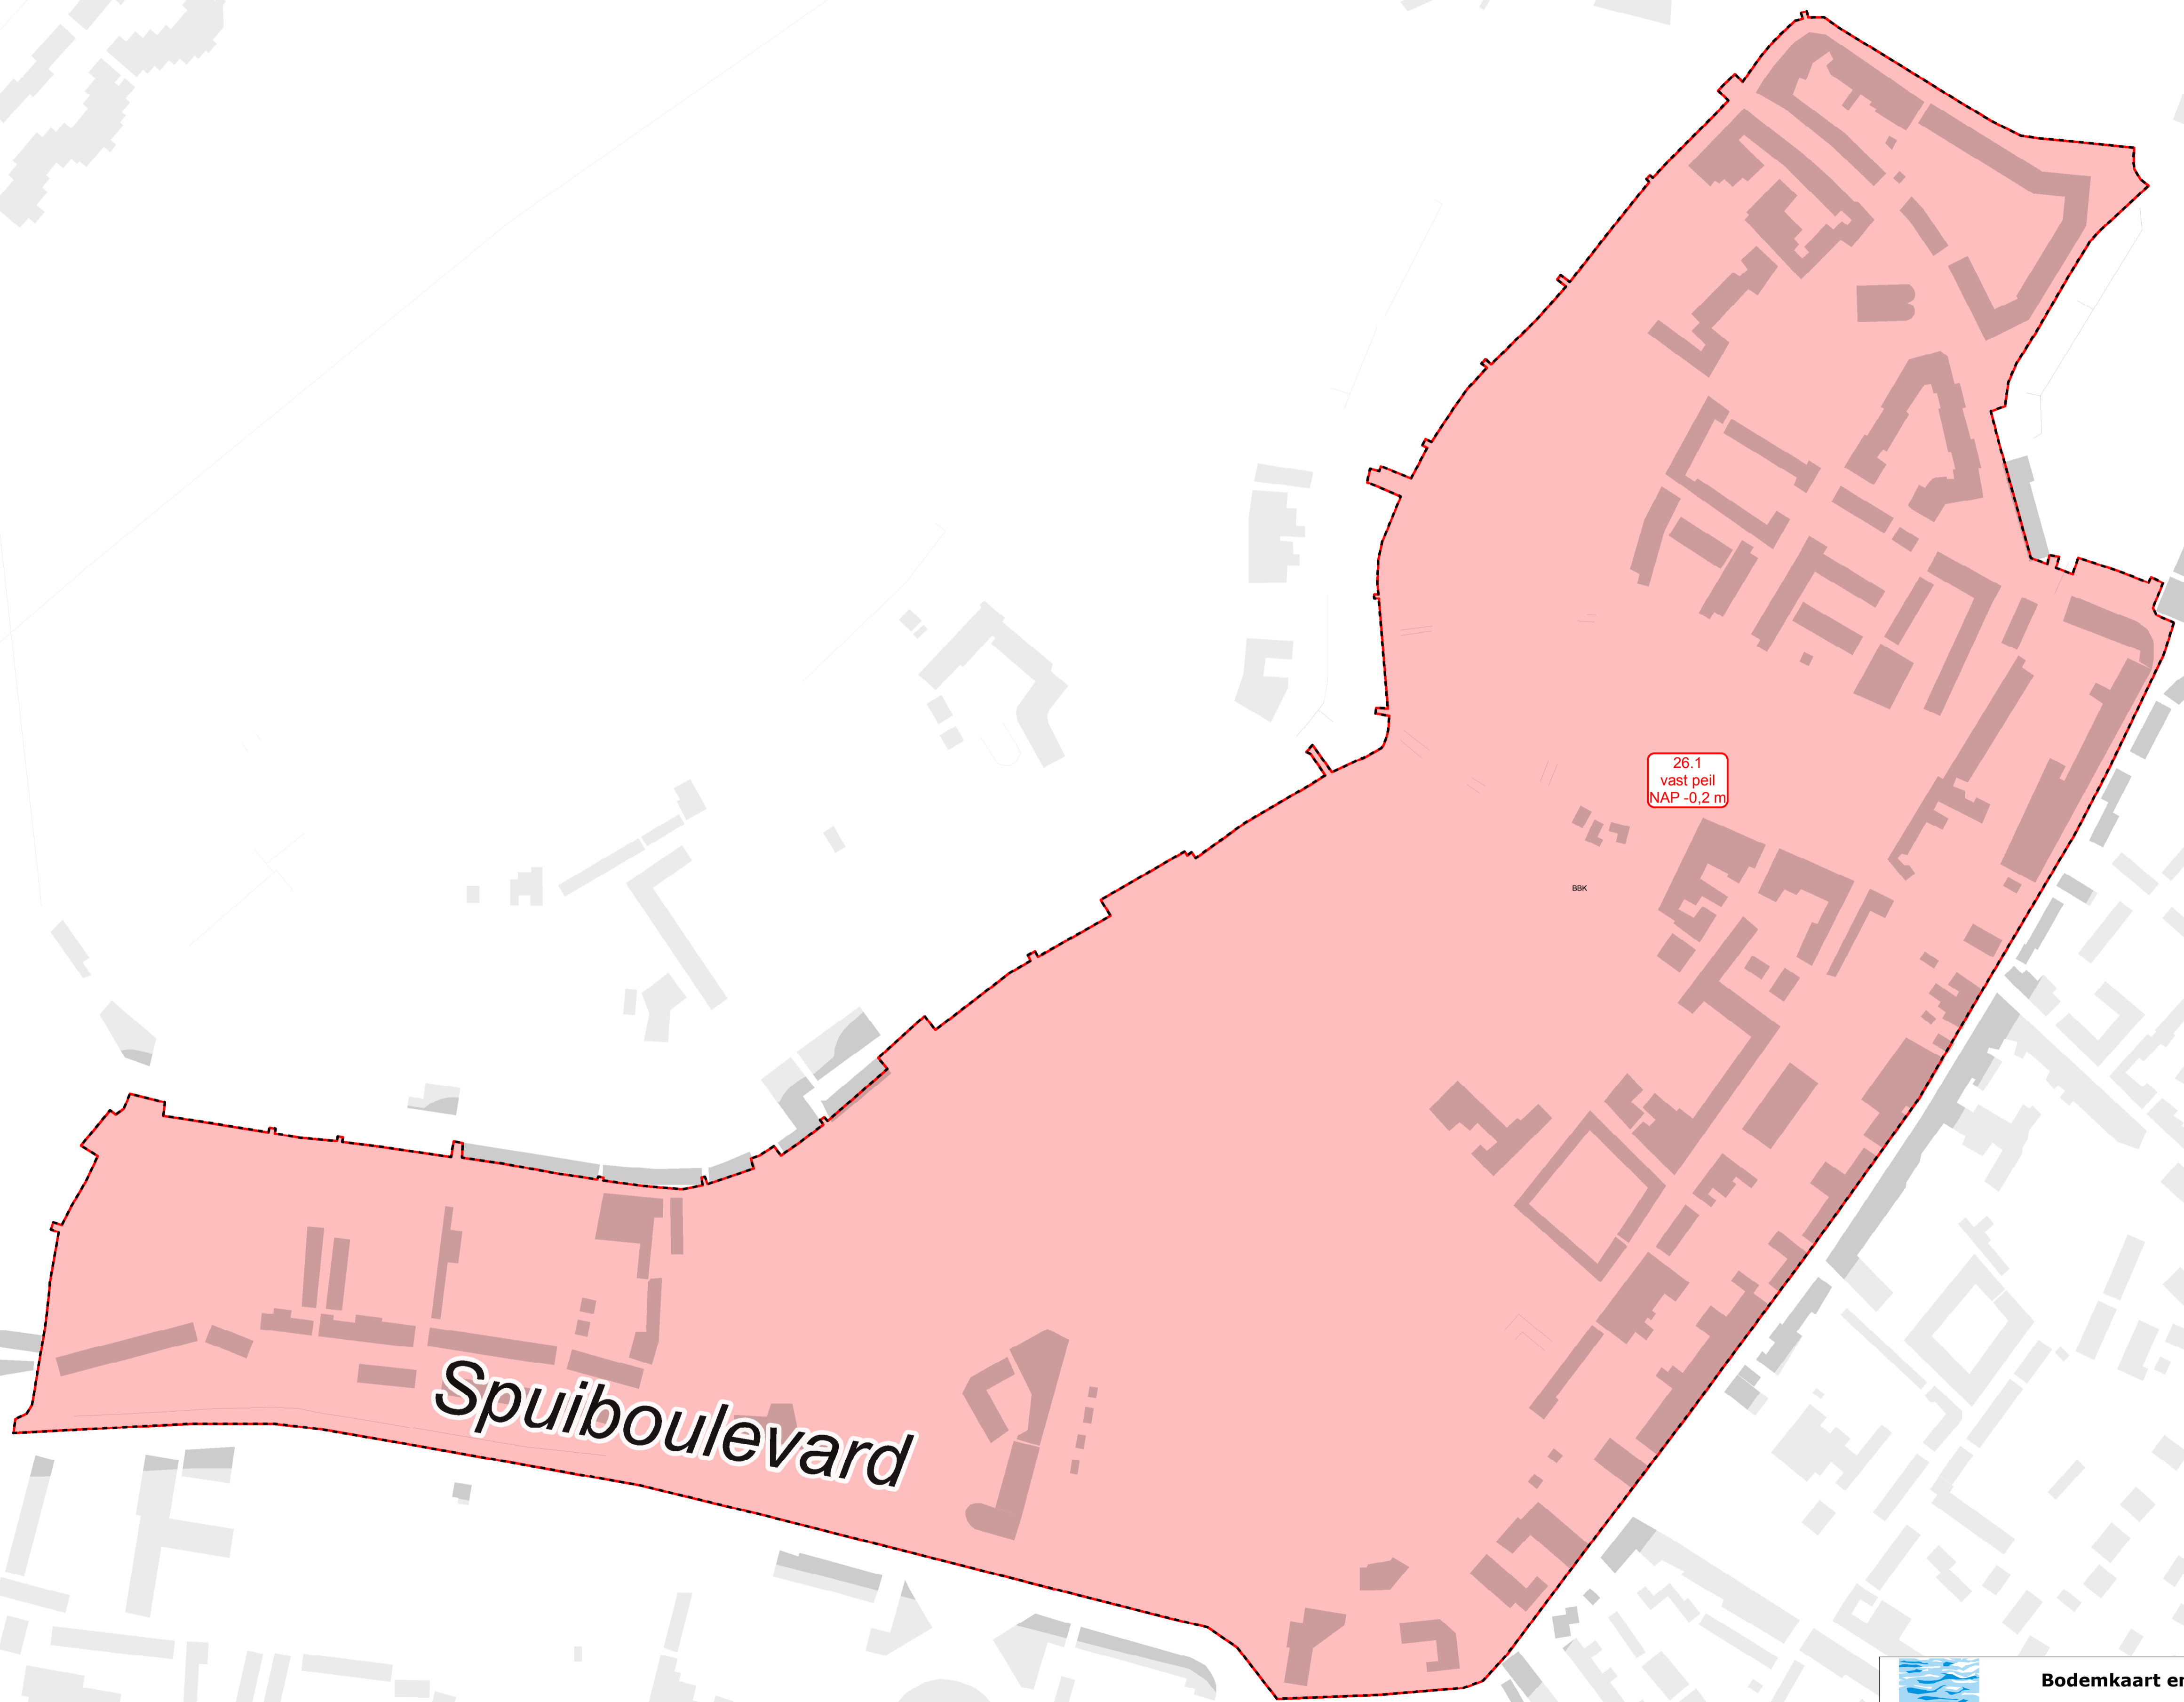 26.1
vast peil
NAP -0,2 m
BBK
Spuiboulevard
Bodemkaart en